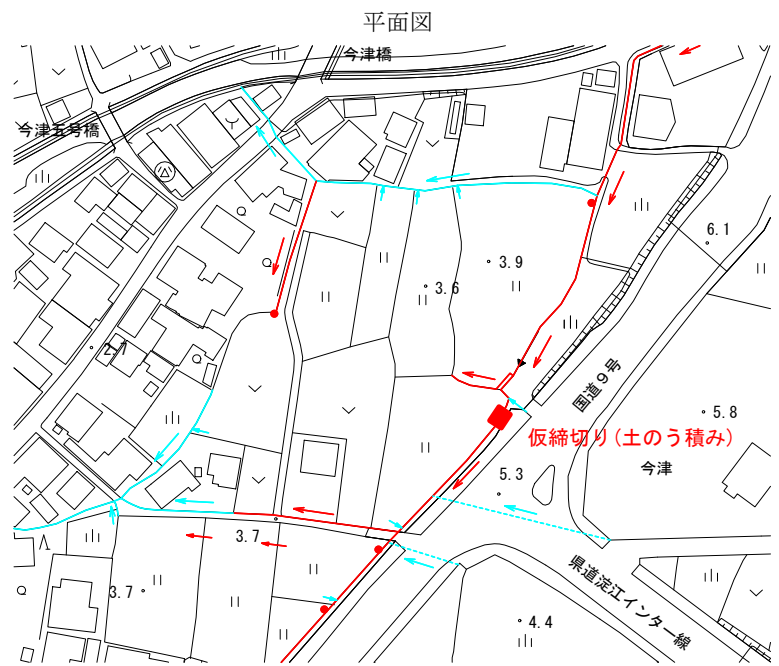 平面図
今津橋
今津五号橋
6.1
3.9
3.6
2.7
国道9号
5.8
仮締切り(土のう積み)
今津
5.3
3.7
県道淀江インター線
3.7
4.4